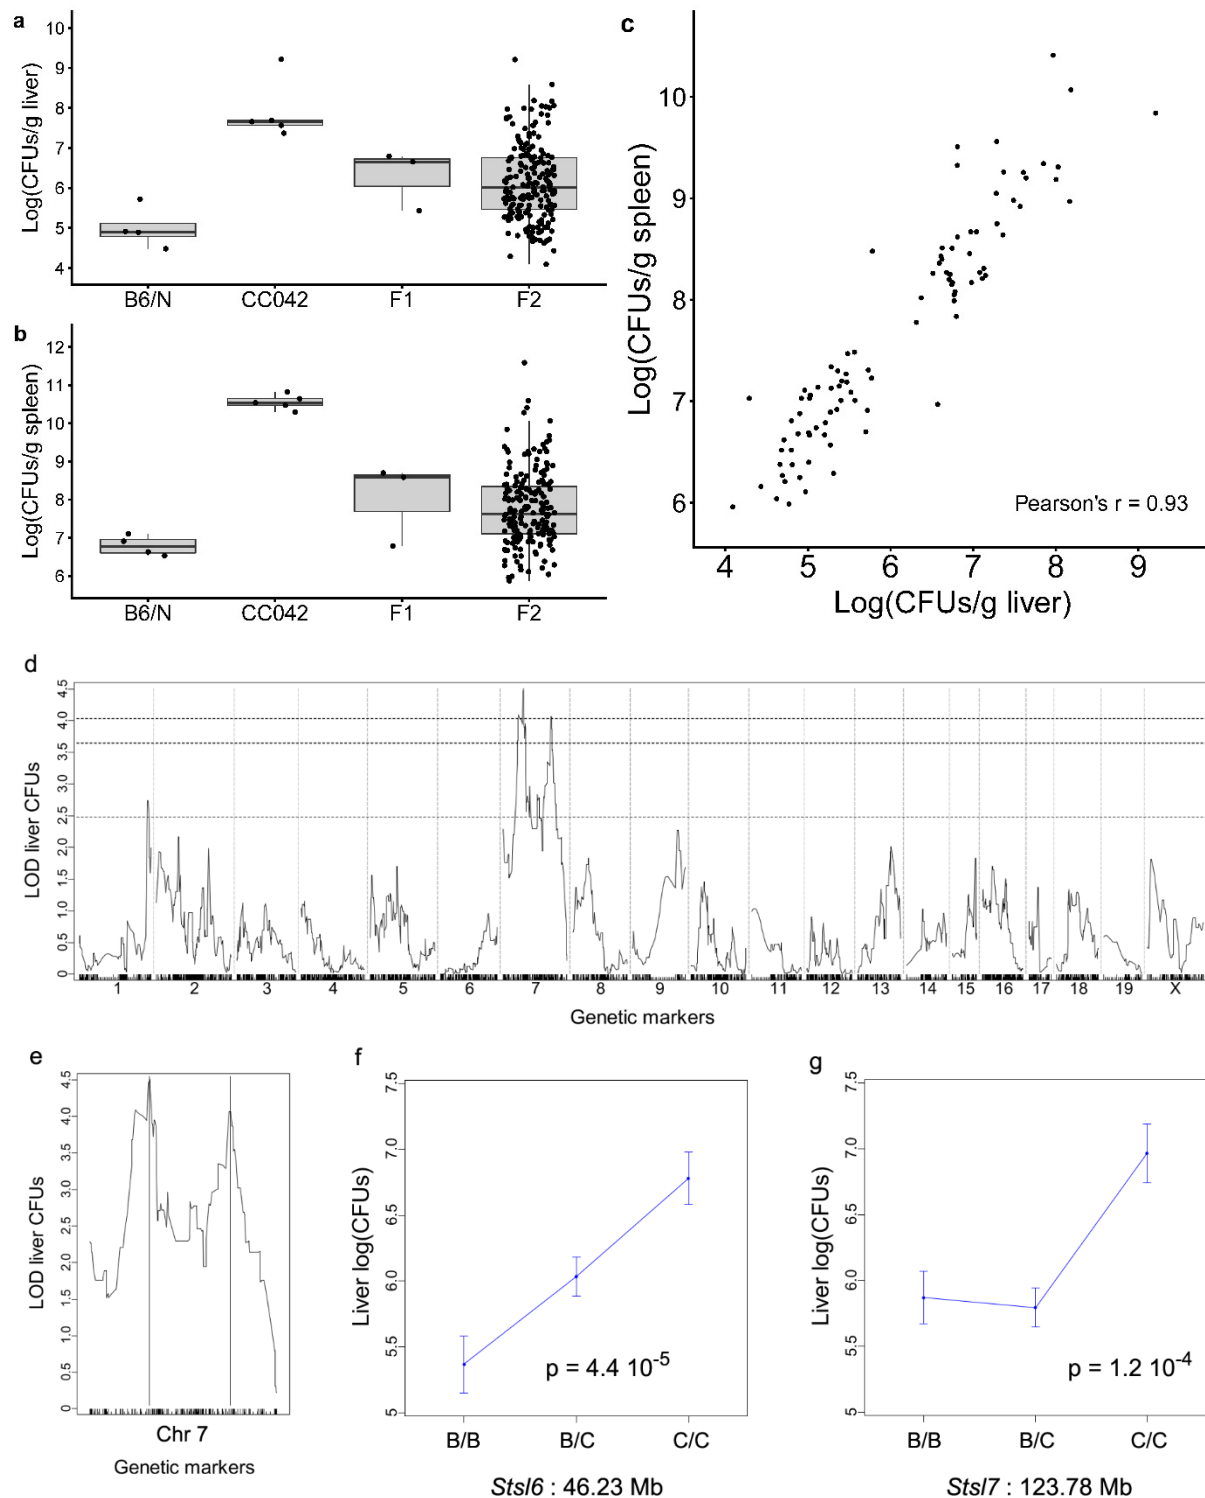 a
Log(CFUs/g liver)
10
9
8
7
6
5
4
B6/N CC042 F1 F2
b
Log(CFUs/g spleen)
12
11
10
9
8
7
6
B6/N CC042 F1 F2
c
Log(CFUs/g spleen)
10
9
8
7
6
Pearson's r = 0.93
4 5 6 7 8 9
Log(CFUs/g liver)
d
LOD liver CFUs
4.5
4.0
3.5
3.0
2.5
2.0
1.5
1.0
0.5
0
1 2 3 4 5 6 7 8 9 10 11 12 13 14 15 16 17 18 19 X
Genetic markers
e
LOD liver CFUs
4.5
4.0
3.5
3.0
2.5
2.0
1.5
1.0
0.5
0
Chr 7
Genetic markers
f
Liver log(CFUs)
7.5
7.0
6.5
6.0
5.5
5
p = 4.4 10-5
B/B B/C C/C
Stsl6 : 46.23 Mb
g
Liver log(CFUs)
7.5
7.0
6.5
6.0
5.5
5
p = 1.2 10-4
B/B B/C C/C
Stsl7 : 123.78 Mb